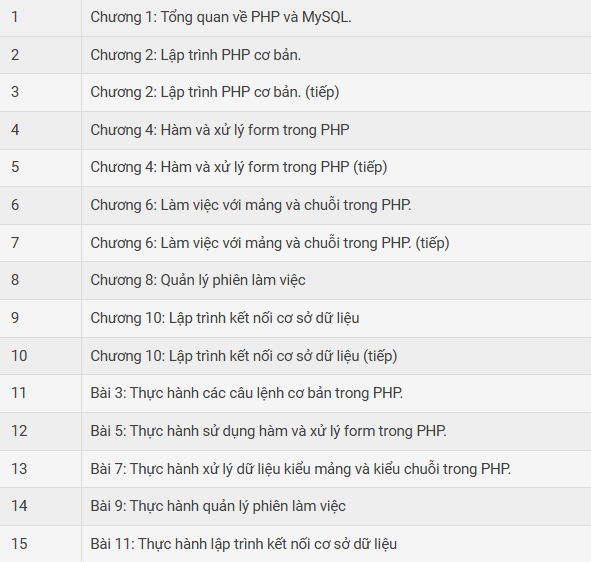 1 Chương 1: Tổng quan về PHP và MySQL.
2 Chương 2: Lập trình PHP cơ bản.
3 Chương 2: Lập trình PHP cơ bản. (tiếp)
4 Chương 4: Hàm và xử lý form trong PHP
5 Chương 4: Hàm và xử lý form trong PHP (tiếp)
6 Chương 6: Làm việc với mảng và chuỗi trong PHP.
7 Chương 6: Làm việc với mảng và chuỗi trong PHP. (tiếp)
8 Chương 8: Quản lý phiên làm việc
9 Chương 10: Lập trình kết nối cơ sở dữ liệu
10 Chương 10: Lập trình kết nối cơ sở dữ liệu (tiếp)
11 Bài 3: Thực hành các câu lệnh cơ bản trong PHP.
12 Bài 5: Thực hành sử dụng hàm và xử lý form trong PHP.
13 Bài 7: Thực hành xử lý dữ liệu kiểu mảng và kiểu chuỗi trong PHP.
14 Bài 9: Thực hành quản lý phiên làm việc
15 Bài 11: Thực hành lập trình kết nối cơ sở dữ liệu